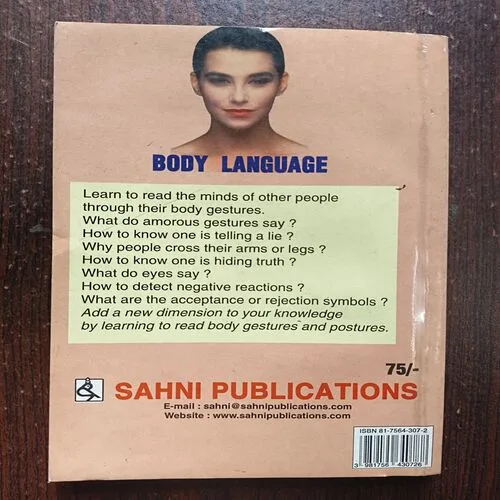 BODY LANGUAGE
Learn to read the minds of other people
through their body gestures.
What do amorous gestures say ?
How to know one is telling a lie ?
Why people cross their arms or legs ?
How to know one is hiding truth ?
What do eyes say ?
How to detect negative reactions ?
What are the acceptance or rejection symbols ?
Add a new dimension to your knowledge
by learning to read body gestures and postures.
75/-
SAHNI PUBLICATIONS
E-mail : sahni@sahnipublications.com
Website : www.sahnipublications.com
ISBN 81-7564-307-2
3 981756 430726